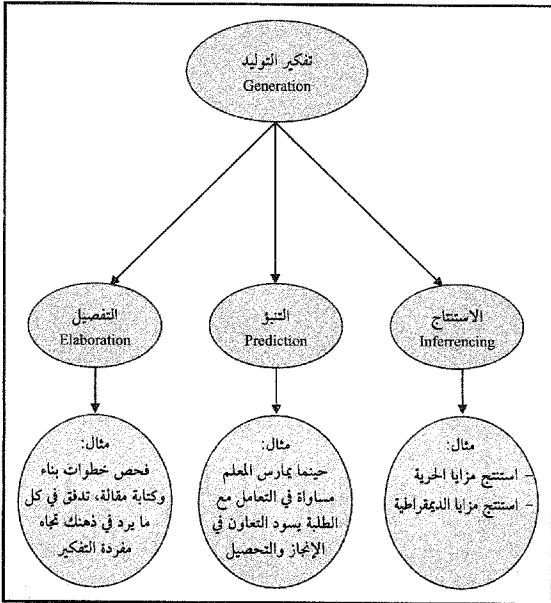 تفكير التوليد
Generation
الاستنتاج
Inferrencing
التنبؤ
Prediction
التفصيل
Elaboration
مثال:
- استنتج مزايا الحرية
- استنتج مزايا الديمقراطية
مثال:
حينما يمارس المعلم
مساواة في التعامل مع
الطلبة يسود التعاون في
الإنجاز والتحصيل
مثال:
فحص خطوات بناء
وكتابة مقالة، تدقق في كل
ما يرد في ذهنك تجاه
مفردة التفكير